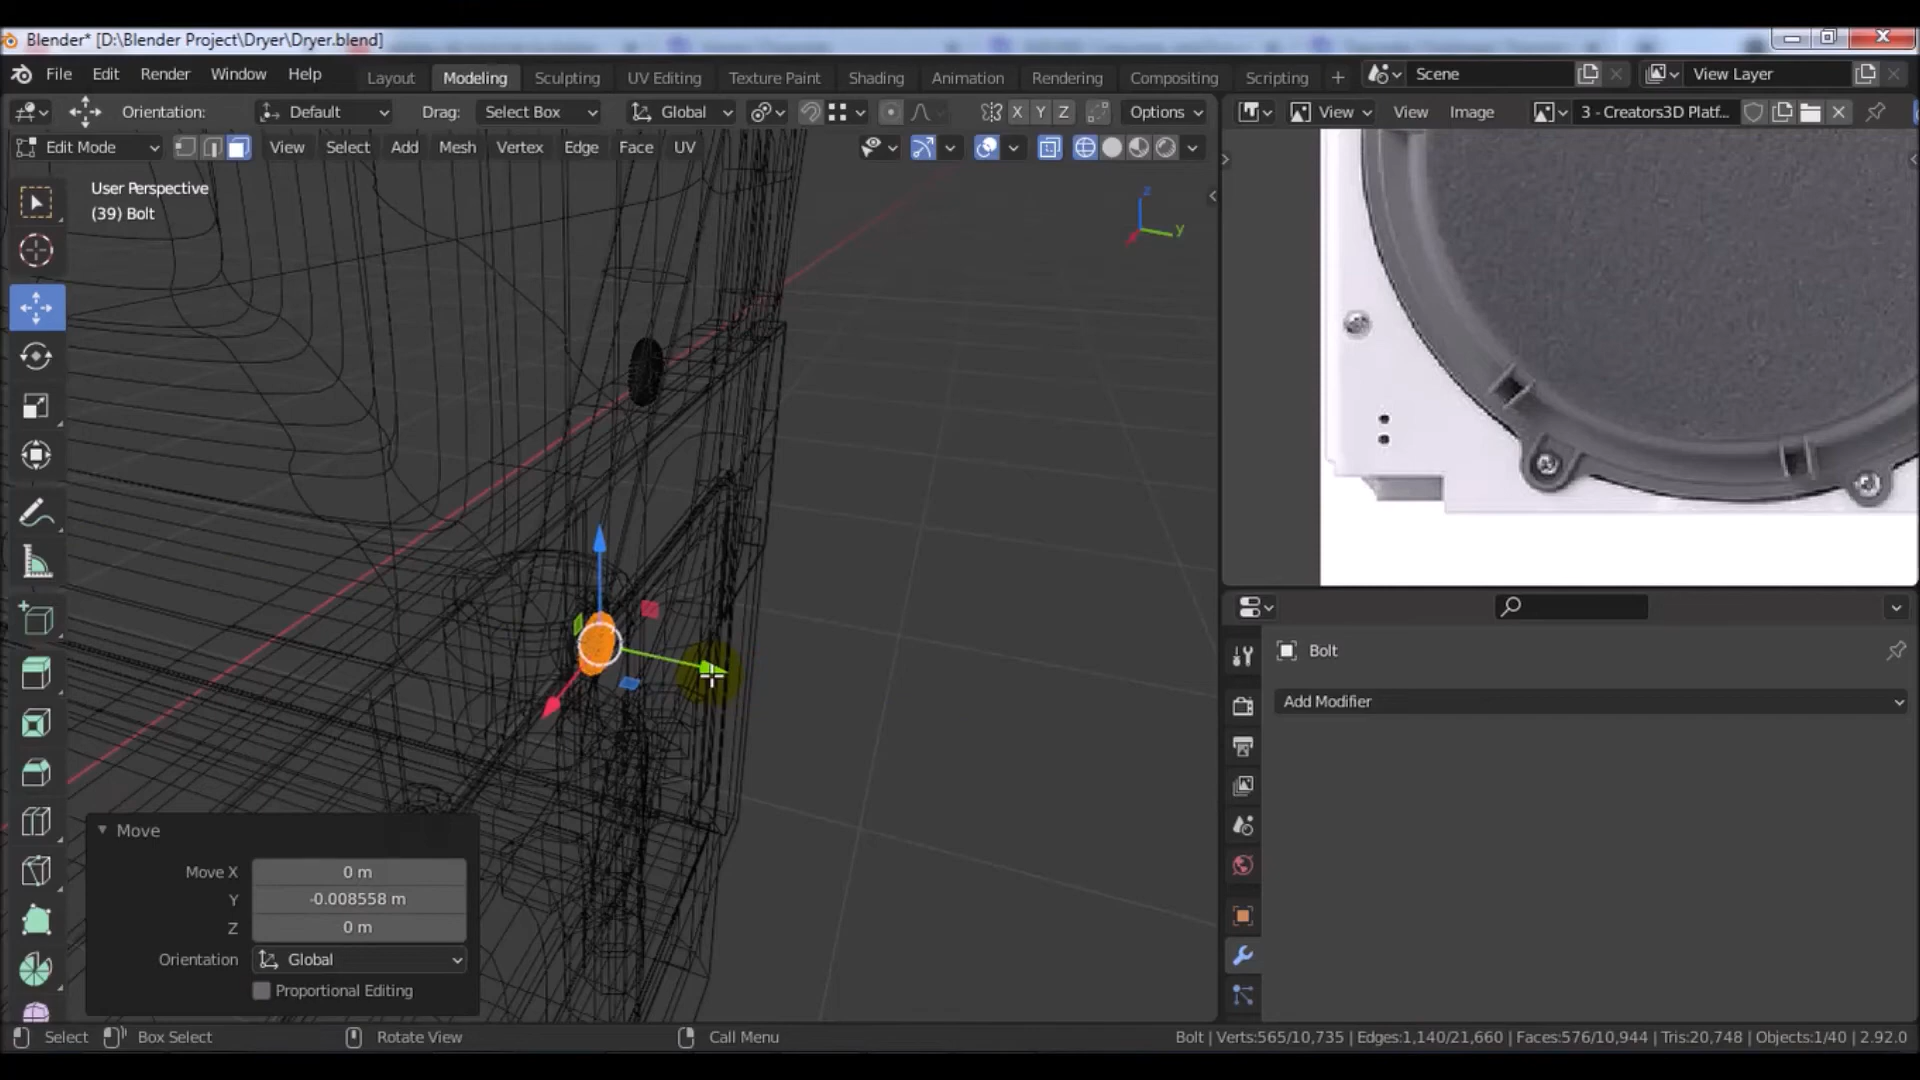 Blender* [D:\Blender Project\Dryer\Dryer.blend]
File Edit Render Window Help Layout Modeling Sculpting UV Editing Texture Paint Shading Animation Rendering Compositing Scripting + Scene View Layer
Orientation: Default Drag: Select Box Global X Y Z Options View View Image 3 - Creators3D Platf...
Edit Mode View Select Add Mesh Vertex Edge Face UV
User Perspective
(39) Bolt
z
y
Bolt
Add Modifier
Move
Move X 0 m
Y -0.008558 m
Z 0 m
Orientation Global
Proportional Editing
Select Box Select Rotate View Call Menu Bolt | Verts:565/10,735 | Edges:1,140/21,660 | Faces:576/10,944 | Tris:20,748 | Objects:1/40 | 2.92.0